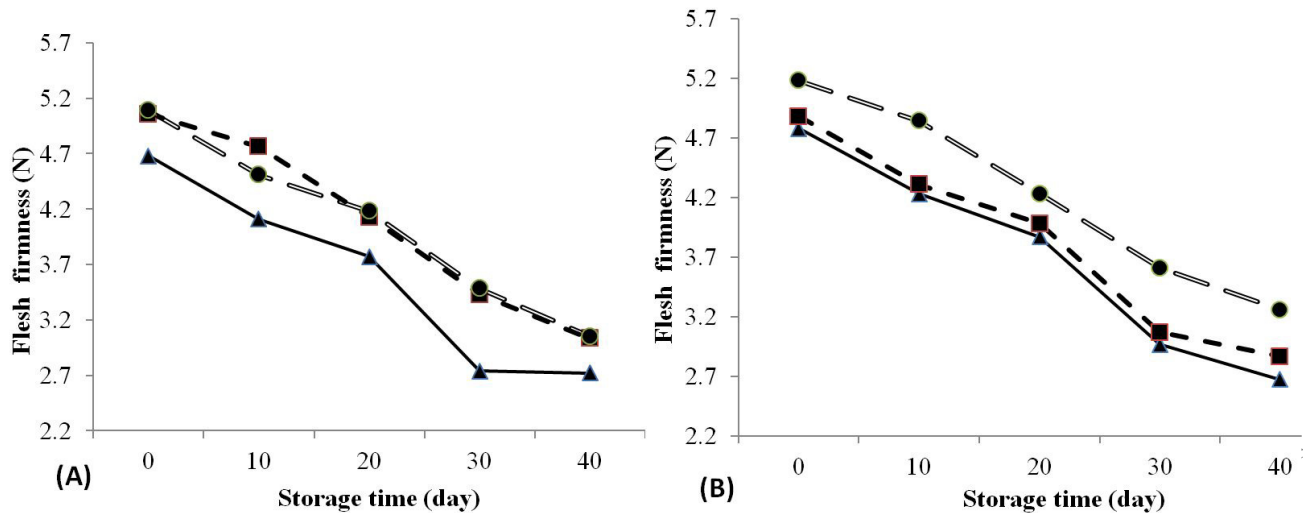 5.7
5.2
4.7
4.2
3.7
3.2
2.7
2.2
Flesh firmness (N)
0 10 20 30 40
Storage time (day)
(A)
5.7
5.2
4.7
4.2
3.7
3.2
2.7
2.2
Flesh firmness (N)
0 10 20 30 40
Storage time (day)
(B)